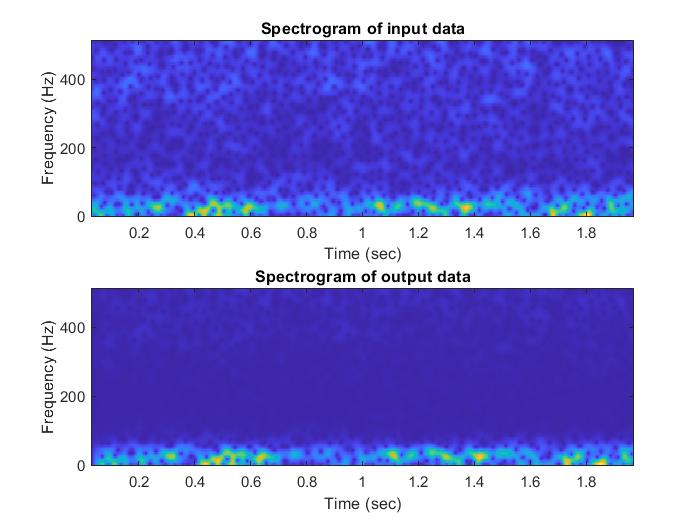 Spectrogram of input data
400
200
0
Frequency (Hz)
0.2 0.4 0.6 0.8 1 1.2 1.4 1.6 1.8
Time (sec)
Spectrogram of output data
400
200
0
Frequency (Hz)
0.2 0.4 0.6 0.8 1 1.2 1.4 1.6 1.8
Time (sec)